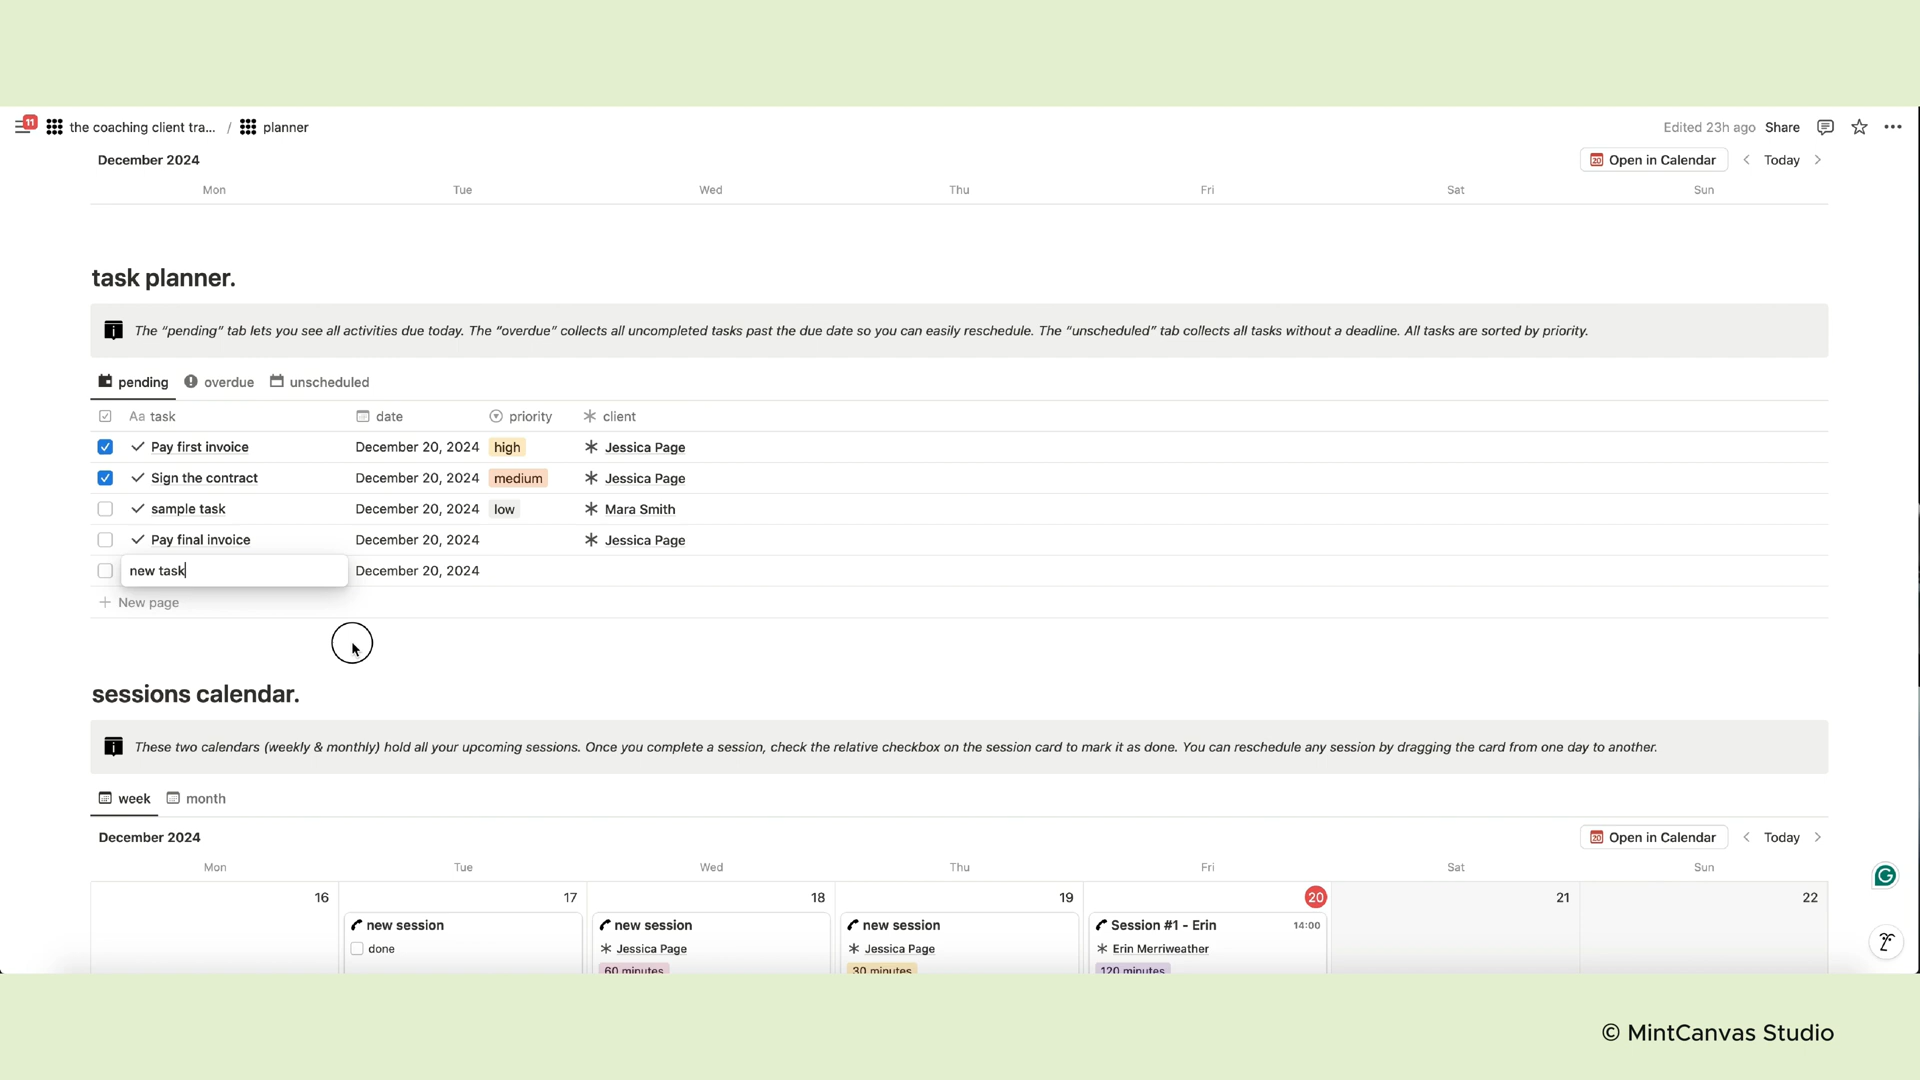 11 the coaching client tra... / planner Edited 23h ago Share
December 2024 20 Open in Calendar Today
Mon Tue Wed Thu Fri Sat Sun
task planner.
The “pending” tab lets you see all activities due today. The “overdue” collects all uncompleted tasks past the due date so you can easily reschedule. The “unscheduled” tab collects all tasks without a deadline. All tasks are sorted by priority.
pending overdue unscheduled
Aa task date priority client
Pay first invoice December 20, 2024 high Jessica Page
Sign the contract December 20, 2024 medium Jessica Page
sample task December 20, 2024 low Mara Smith
Pay final invoice December 20, 2024 Jessica Page
new task December 20, 2024
+ New page
sessions calendar.
These two calendars (weekly & monthly) hold all your upcoming sessions. Once you complete a session, check the relative checkbox on the session card to mark it as done. You can reschedule any session by dragging the card from one day to another.
week month
December 2024 20 Open in Calendar Today
Mon Tue Wed Thu Fri Sat Sun
16 17 18 19 20 21 22
new session new session new session Session #1 - Erin 14:00
done Jessica Page Jessica Page Erin Merriweather
60 minutes 30 minutes 120 minutes
© MintCanvas Studio